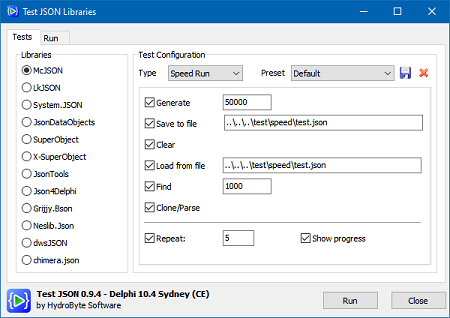 Test JSON Libraries
Tests
Run
Libraries
McJSON
LkJSON
System.JSON
JsonDataObjects
SuperObject
X-SuperObject
JsonTools
Json4Delphi
Grijjy.Bson
Neslib.Json
dwsJSON
chimera.json
Test Configuration
Type Speed Run Preset Default
Generate 50000
Save to file ..\..\..\test\speed\test.json
Clear
Load from file ..\..\..\test\speed\test.json
Find 1000
Clone/Parse
Repeat: 5 Show progress
Test JSON 0.9.4 - Delphi 10.4 Sydney (CE)
by HydroByte Software
Run
Close